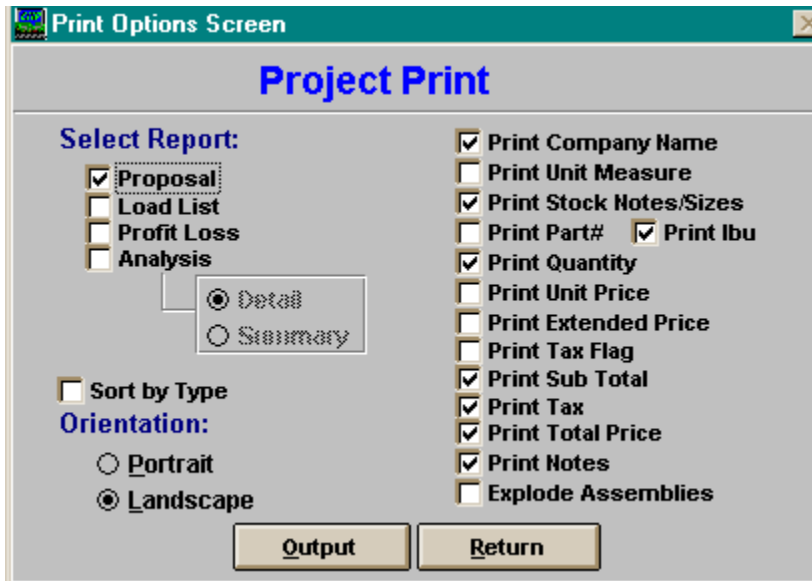 Print Options Screen
Project Print
Select Report:
Proposal
Load List
Profit Loss
Analysis
Detail
Summary
Sort by Type
Orientation:
Portrait
Landscape
Print Company Name
Print Unit Measure
Print Stock Notes/Sizes
Print Part# Print Ibu
Print Quantity
Print Unit Price
Print Extended Price
Print Tax Flag
Print Sub Total
Print Tax
Print Total Price
Print Notes
Explode Assemblies
Output Return